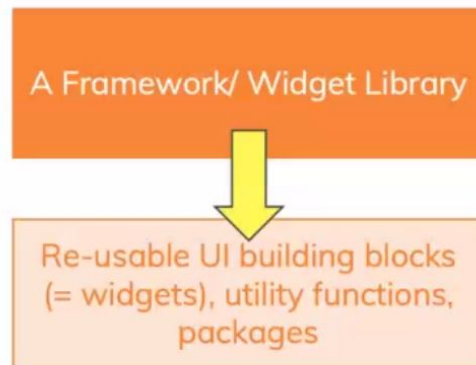 A Framework/ Widget Library
Re-usable UI building blocks
(= widgets), utility functions,
packages